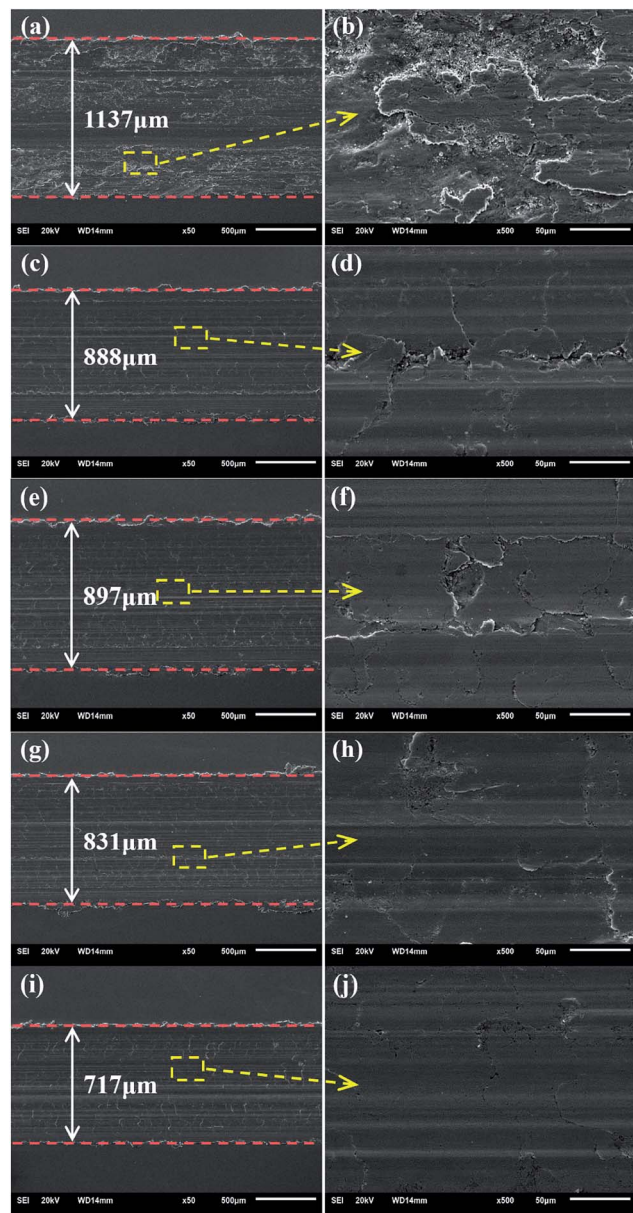 (a) (b)
1137μm
SEI 20kV WD14mm x50 500μm SEI 20kV WD14mm x500 50μm
(c) (d)
888μm
SEI 20kV WD14mm x50 500μm SEI 20kV WD14mm x500 50μm
(e) (f)
897μm
SEI 20kV WD14mm x50 500μm SEI 20kV WD14mm x500 50μm
(g) (h)
831μm
SEI 20kV WD14mm x50 500μm SEI 20kV WD14mm x500 50μm
(i) (j)
717μm
SEI 20kV WD14mm x50 500μm SEI 20kV WD14mm x500 50μm